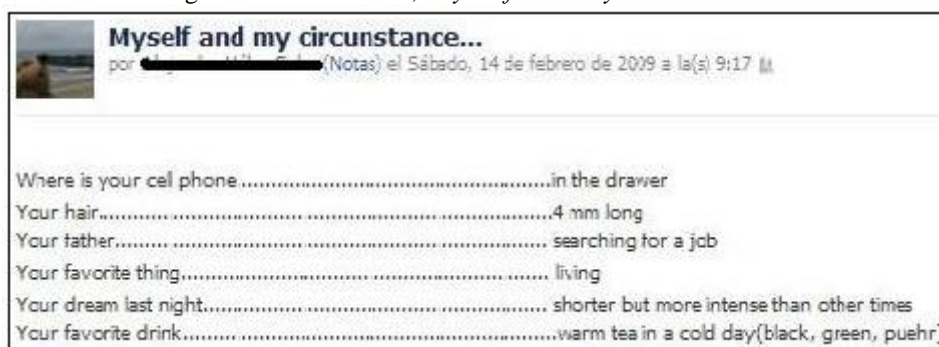 Myself and my circunstance...
por (Notas) el Sábado, 14 de febrero de 2009 a la(s) 9:17
Where is your cell phone....................................................in the drawer
Your hair............ ...................... ..................... ...................4 mm long
Your father......... ...................... ..................... ................... searching for a job
Your favorite thing............................... ...................... ....... living
Your dream last night............................ ...................... ....... shorter but more intense than other times
Your favorite drink..............................................................warm tea in a cold day(black, green, puehr)